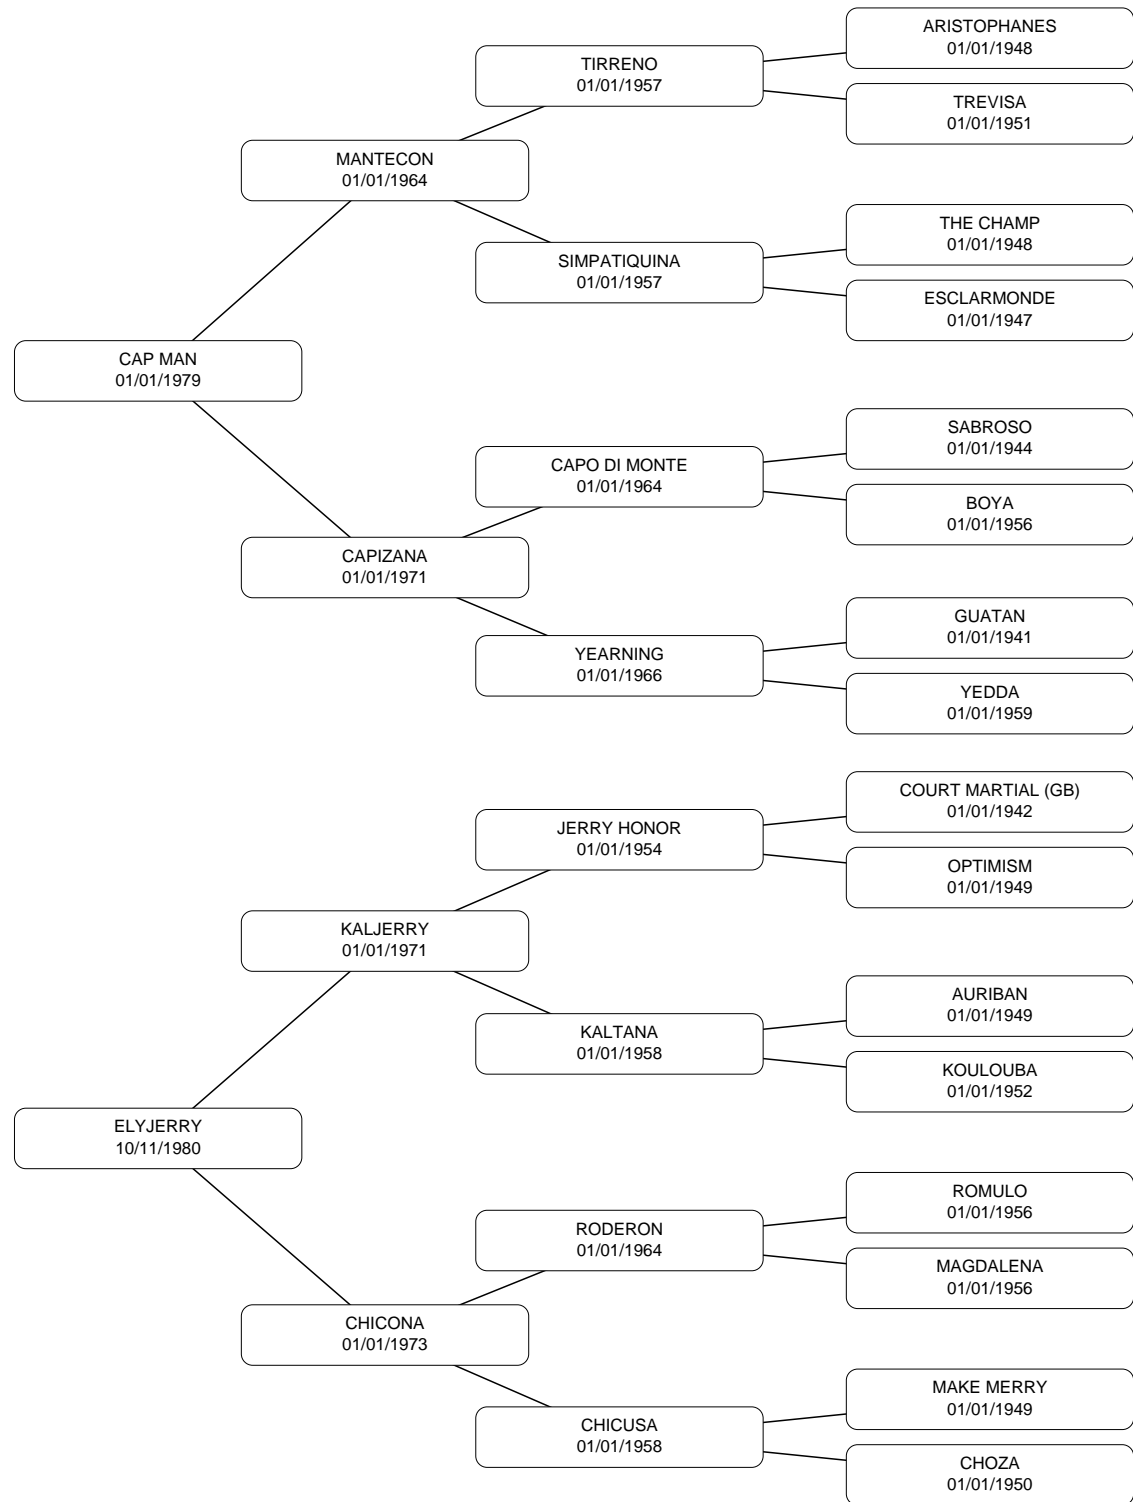 ARISTOPHANES
01/01/1948
TIRRENO
01/01/1957
TREVISA
01/01/1951
MANTECON
01/01/1964
THE CHAMP
01/01/1948
SIMPATIQUINA
01/01/1957
ESCLARMONDE
01/01/1947
CAP MAN
01/01/1979
SABROSO
01/01/1944
CAPO DI MONTE
01/01/1964
BOYA
01/01/1956
CAPIZANA
01/01/1971
GUATAN
01/01/1941
YEARNING
01/01/1966
YEDDA
01/01/1959
COURT MARTIAL (GB)
01/01/1942
JERRY HONOR
01/01/1954
OPTIMISM
01/01/1949
KALJERRY
01/01/1971
AURIBAN
01/01/1949
KALTANA
01/01/1958
KOULOUBA
01/01/1952
ELYJERRY
10/11/1980
ROMULO
01/01/1956
RODERON
01/01/1964
MAGDALENA
01/01/1956
CHICONA
01/01/1973
MAKE MERRY
01/01/1949
CHICUSA
01/01/1958
CHOZA
01/01/1950